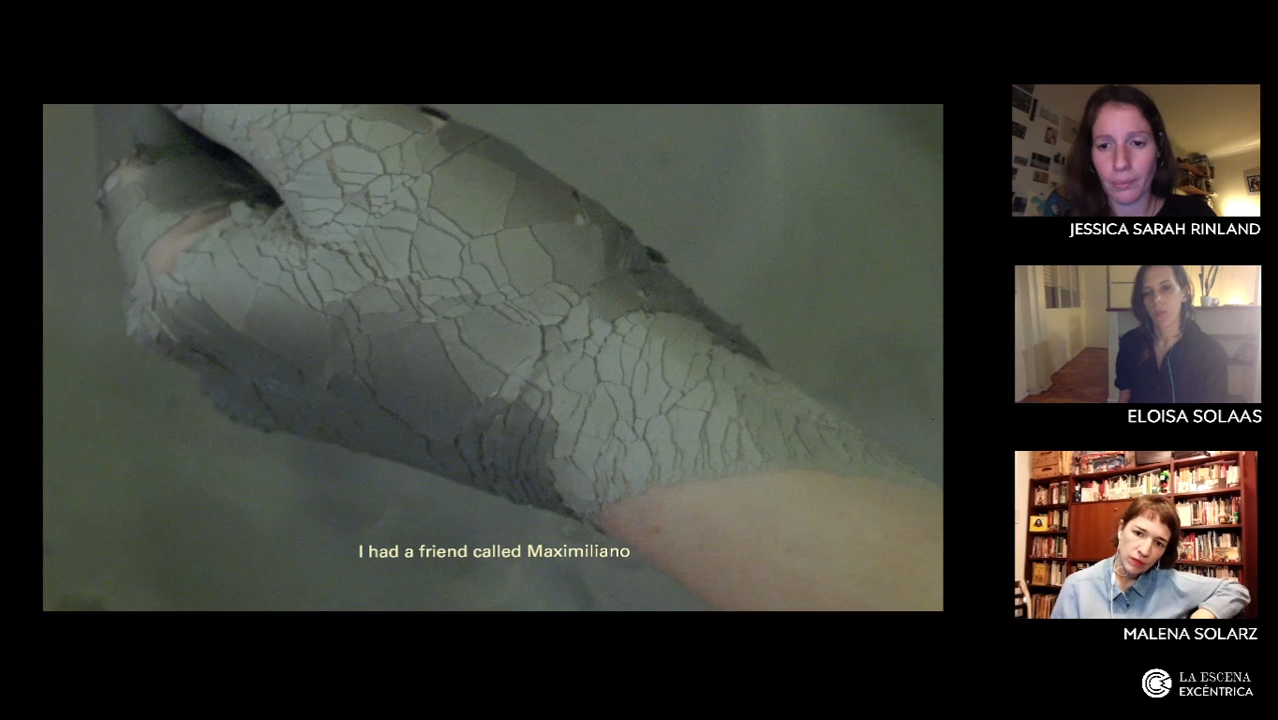 I had a friend called Maximiliano
JESSICA SARAH RINLAND
ELOISA SOLAAS
MALENA SOLARZ
LA ESCENA
EXCÉNTRICA